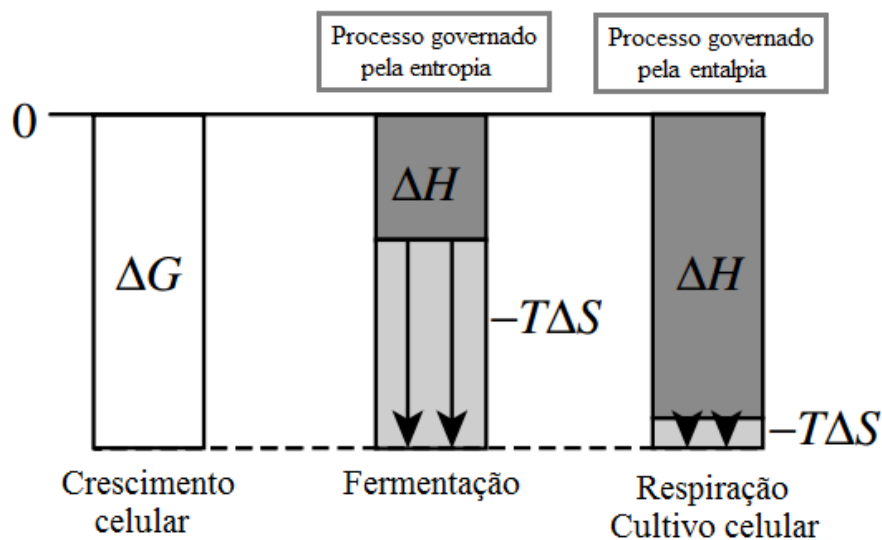 Processo governado
pela entropia
Processo governado
pela entalpia
0
ΔG
ΔH
−TΔS
ΔH
−TΔS
Crescimento
celular
Fermentação
Respiração
Cultivo celular